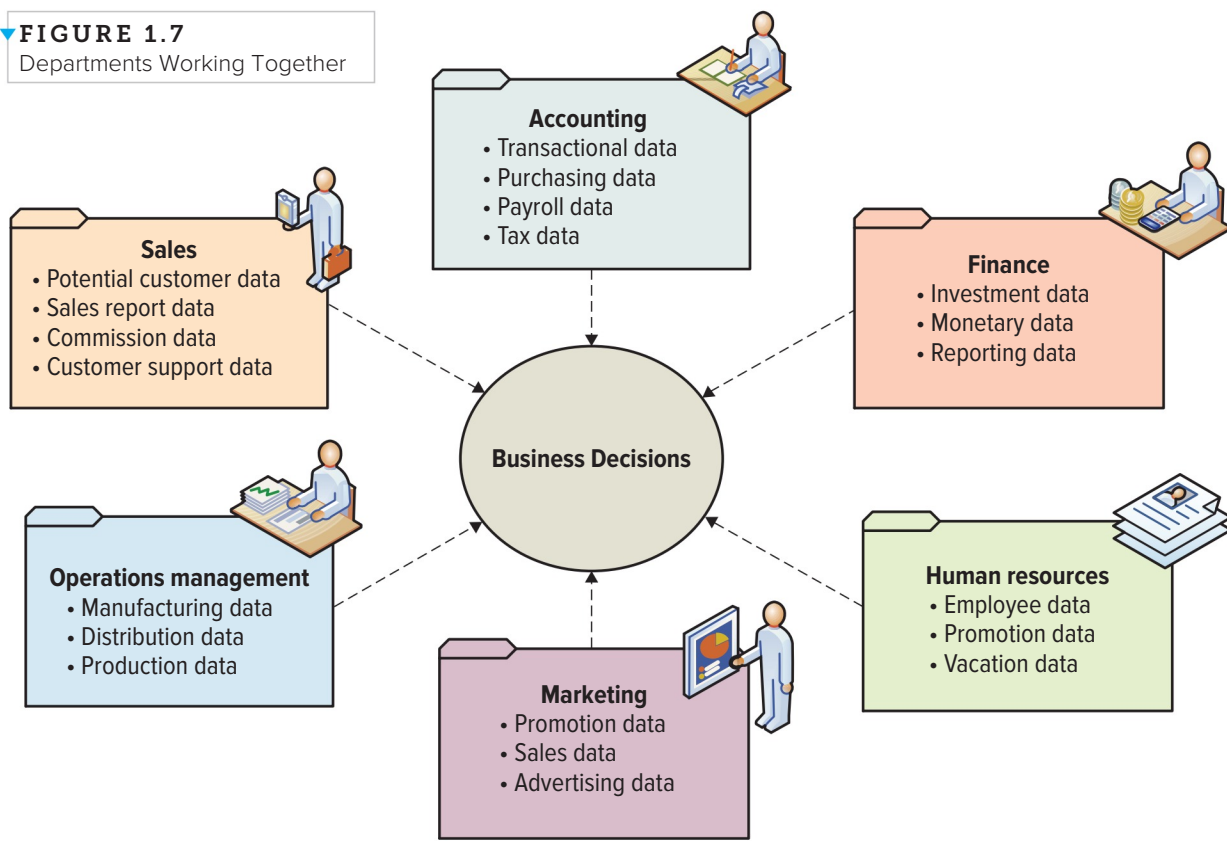 FIGURE 1.7
Departments Working Together
Accounting
• Transactional data
• Purchasing data
• Payroll data
• Tax data
Sales
• Potential customer data
• Sales report data
• Commission data
• Customer support data
Finance
• Investment data
• Monetary data
• Reporting data
Business Decisions
Operations management
• Manufacturing data
• Distribution data
• Production data
Human resources
• Employee data
• Promotion data
• Vacation data
Marketing
• Promotion data
• Sales data
• Advertising data